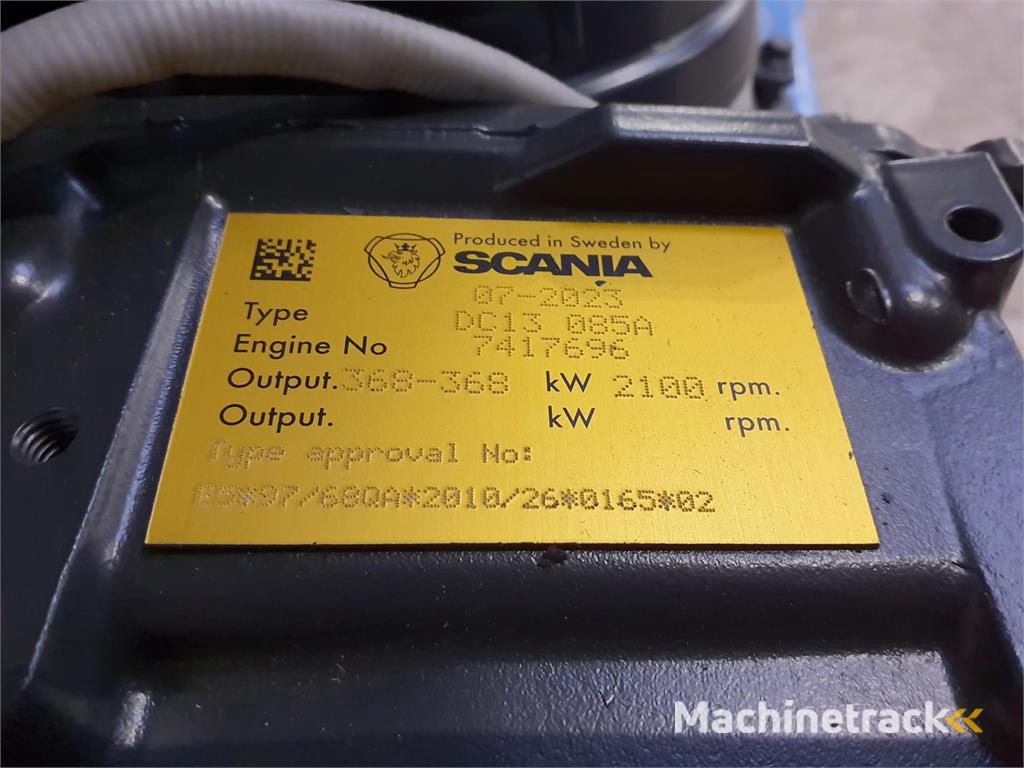 Produced in Sweden by
SCANIA
07-2023
Type DC13 085A
Engine No 7417696
Output. 368-368 kW 2100 rpm.
Output. kW rpm.
Type approval No:
E5*97/68QA*2010/26*0165*02
Machinetrack